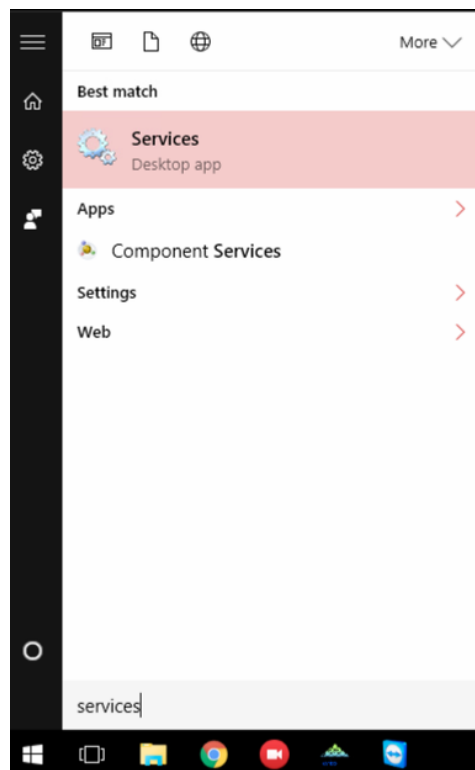 More
Best match
Services
Desktop app
Apps
Component Services
Settings
Web
services